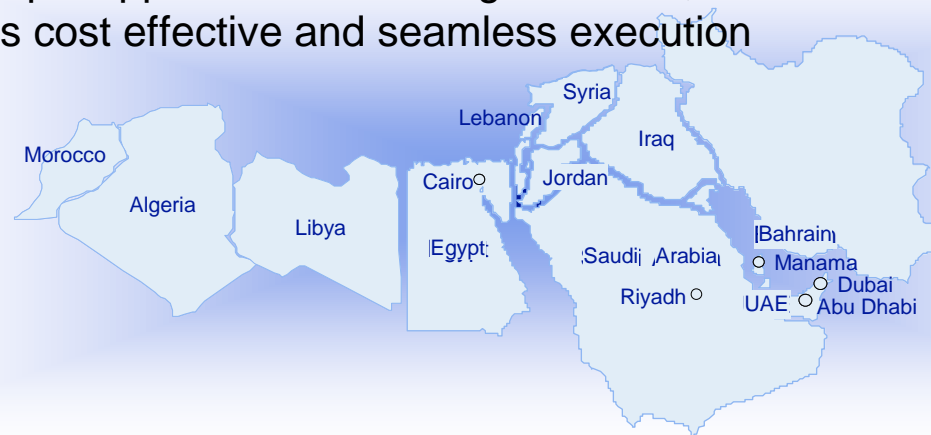 s cost effective and seamless execution
Syria
Lebanon
Iraq
Morocco
Cairo
Jordan
Algeria
Libya
Egypt
Saudi Arabia
Bahrain
Manama
Riyadh
Dubai
UAE
Abu Dhabi